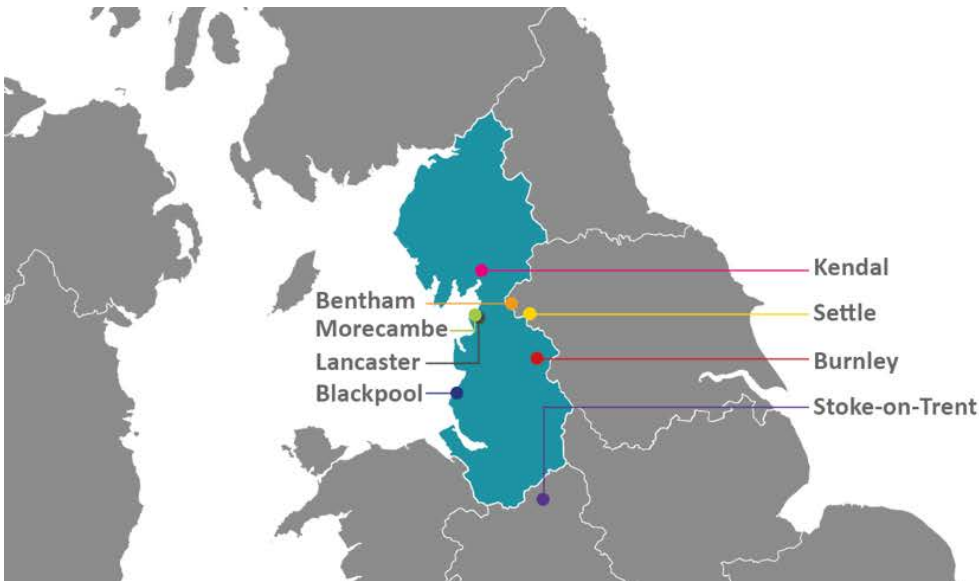 Kendal
Bentham
Settle
Morecambe
Lancaster
Burnley
Blackpool
Stoke-on-Trent